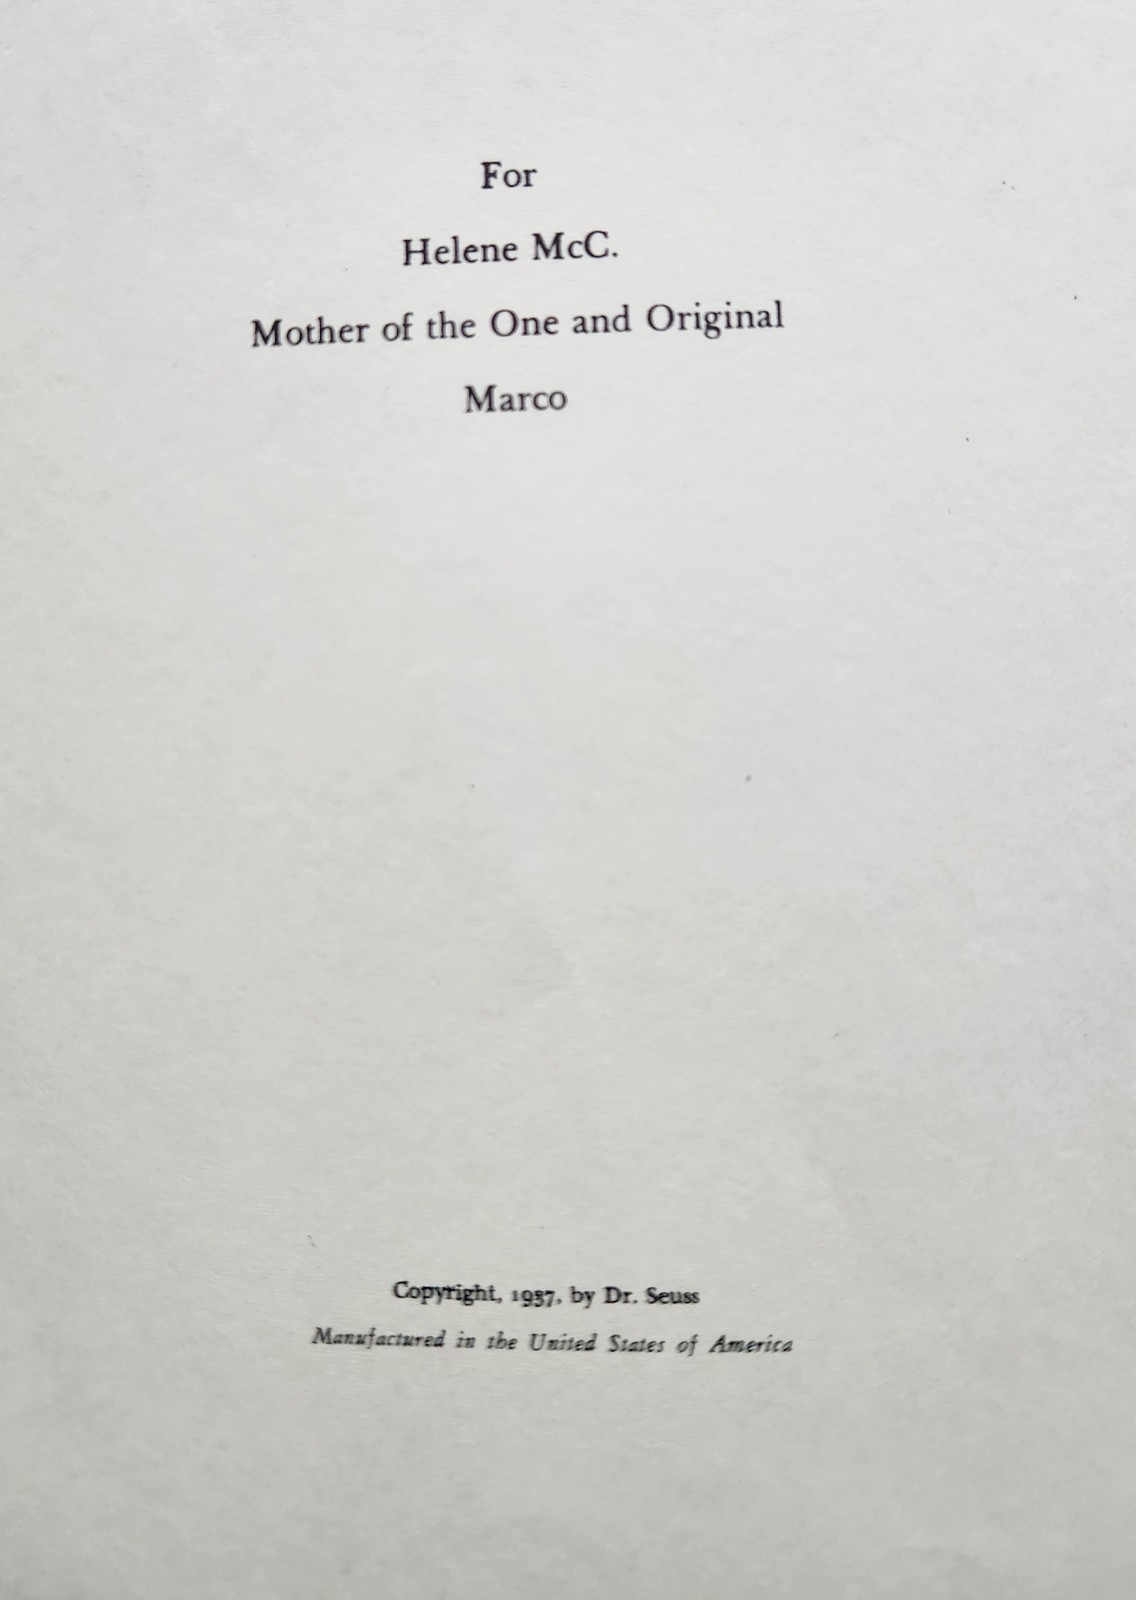 For
Helene McC.
Mother of the One and Original
Marco
Copyright, 1937, by Dr. Seuss
Manufactured in the United States of America